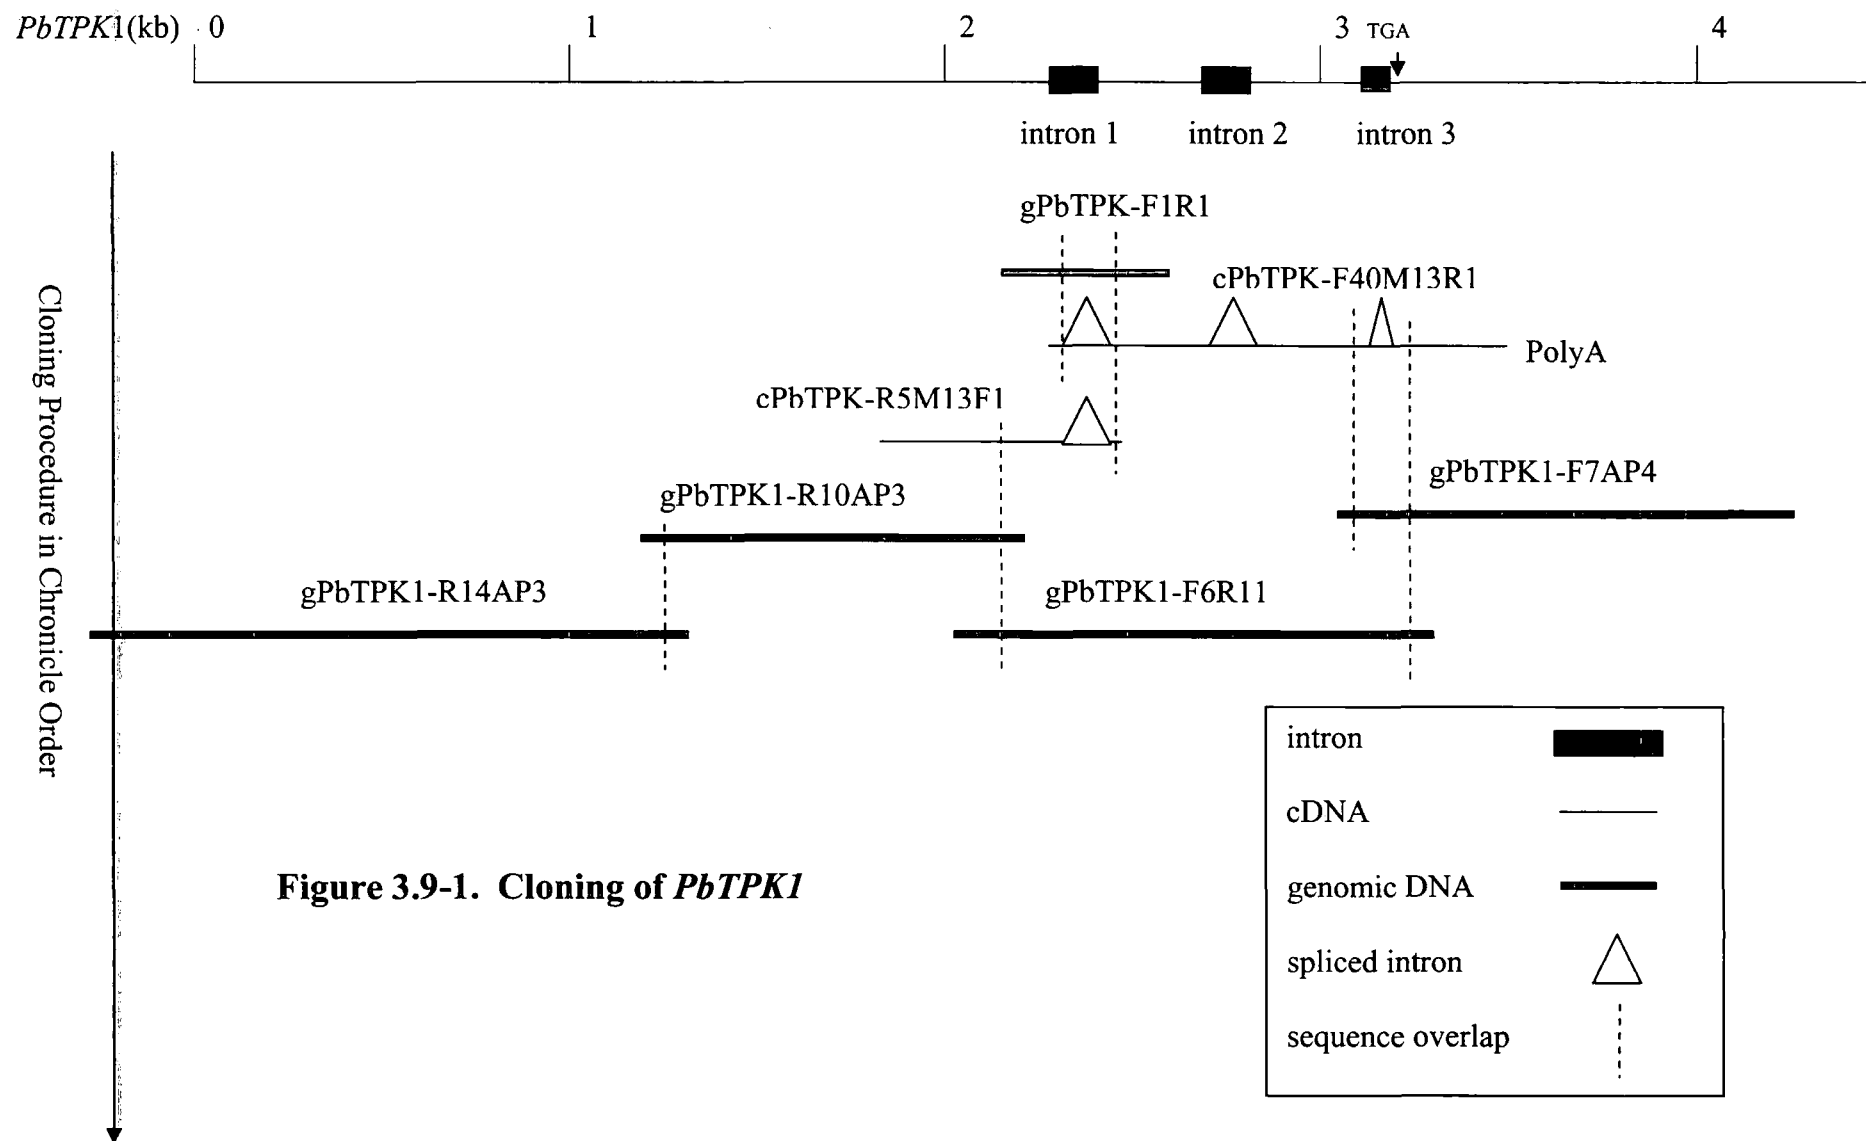 PbTPK1(kb) 0 1 2 3 TGA 4
intron 1 intron 2 intron 3
gPbTPK-F1R1
cPbTPK-F40M13R1
PolyA
cPbTPK-R5M13F1
gPbTPK1-F7AP4
gPbTPK1-R10AP3
gPbTPK1-R14AP3
gPbTPK1-F6R11
Cloning Procedure in Chronicle Order
intron
cDNA
genomic DNA
spliced intron
sequence overlap
Figure 3.9-1. Cloning of PbTPK1